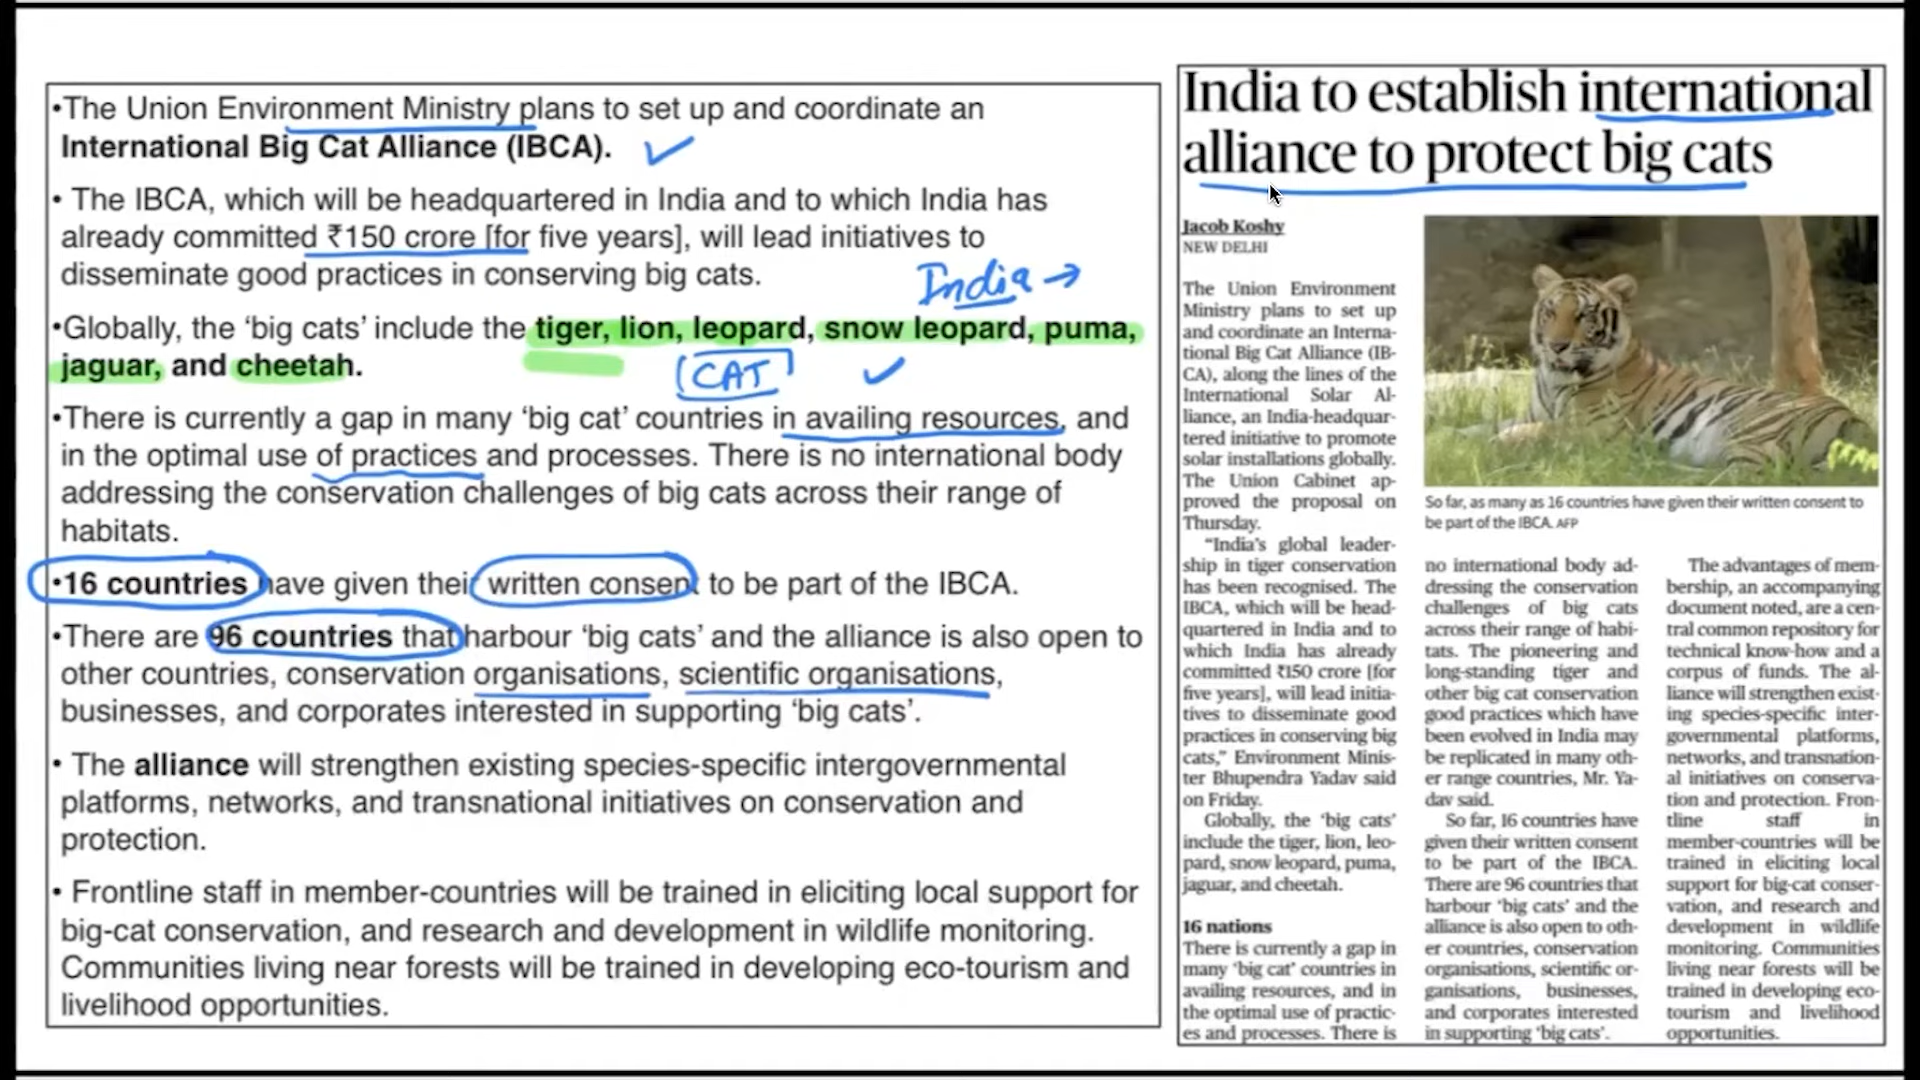 •The Union Environment Ministry plans to set up and coordinate an
International Big Cat Alliance (IBCA).
• The IBCA, which will be headquartered in India and to which India has
already committed ₹150 crore [for five years], will lead initiatives to
disseminate good practices in conserving big cats.
India →
•Globally, the ‘big cats’ include the tiger, lion, leopard, snow leopard, puma,
jaguar, and cheetah.
CAT
•There is currently a gap in many ‘big cat’ countries in availing resources, and
in the optimal use of practices and processes. There is no international body
addressing the conservation challenges of big cats across their range of
habitats.
•16 countries have given their written consent to be part of the IBCA.
•There are 96 countries that harbour ‘big cats’ and the alliance is also open to
other countries, conservation organisations, scientific organisations,
businesses, and corporates interested in supporting ‘big cats’.
• The alliance will strengthen existing species-specific intergovernmental
platforms, networks, and transnational initiatives on conservation and
protection.
• Frontline staff in member-countries will be trained in eliciting local support for
big-cat conservation, and research and development in wildlife monitoring.
Communities living near forests will be trained in developing eco-tourism and
livelihood opportunities.
India to establish international
alliance to protect big cats
Jacob Koshy
NEW DELHI
The Union Environment
Ministry plans to set up
and coordinate an Interna-
tional Big Cat Alliance (IB-
CA), along the lines of the
International Solar Al-
liance, an India-headquar-
tered initiative to promote
solar installations globally.
The Union Cabinet ap-
proved the proposal on
Thursday.
“India’s global leader-
ship in tiger conservation
has been recognised. The
IBCA, which will be head-
quartered in India and to
which India has already
committed ₹150 crore [for
five years], will lead initia-
tives to disseminate good
practices in conserving big
cats,” Environment Minis-
ter Bhupendra Yadav said
on Friday.
Globally, the ‘big cats’
include the tiger, lion, leo-
pard, snow leopard, puma,
jaguar, and cheetah.
16 nations
There is currently a gap in
many ‘big cat’ countries in
availing resources, and in
the optimal use of practic-
es and processes. There is
So far, as many as 16 countries have given their written consent to
be part of the IBCA. AFP
no international body ad-
dressing the conservation
challenges of big cats
across their range of habi-
tats. The pioneering and
long-standing tiger and
other big cat conservation
good practices which have
been evolved in India may
be replicated in many oth-
er range countries, Mr. Ya-
dav said.
So far, 16 countries have
given their written consent
to be part of the IBCA.
There are 96 countries that
harbour ‘big cats’ and the
alliance is also open to oth-
er countries, conservation
organisations, scientific or-
ganisations, businesses,
and corporates interested
in supporting ‘big cats’.
The advantages of mem-
bership, an accompanying
document noted, are a cen-
tral common repository for
technical know-how and a
corpus of funds. The al-
liance will strengthen exist-
ing species-specific inter-
governmental platforms,
networks, and transnation-
al initiatives on conserva-
tion and protection. Fron-
tline staff in
member-countries will be
trained in eliciting local
support for big-cat conser-
vation, and research and
development in wildlife
monitoring. Communities
living near forests will be
trained in developing eco-
tourism and livelihood
opportunities.